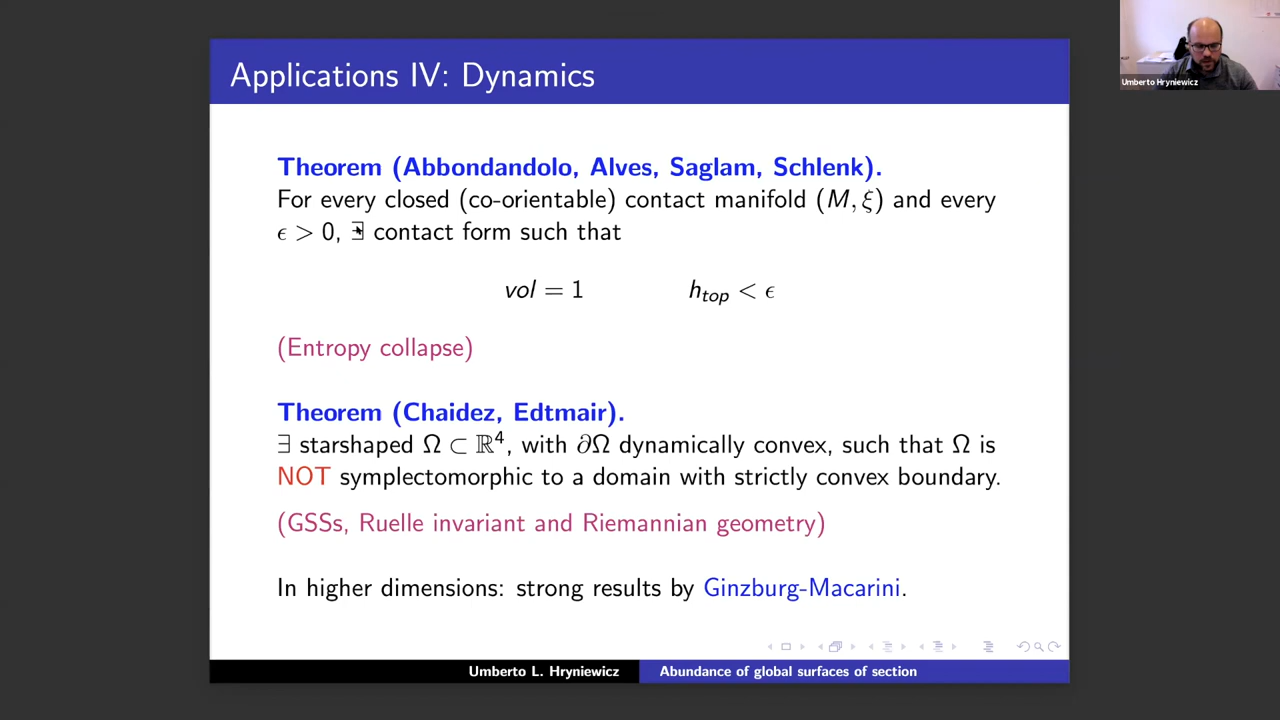 Applications IV: Dynamics
Umberto Hryniewicz
Theorem (Abbondandolo, Alves, Saglam, Schlenk).
For every closed (co-orientable) contact manifold (M, ξ) and every
ϵ > 0, ∃ contact form such that
vol = 1 h_top < ϵ
(Entropy collapse)
Theorem (Chaidez, Edtmair).
∃ starshaped Ω ⊂ ℝ⁴, with ∂Ω dynamically convex, such that Ω is
NOT symplectomorphic to a domain with strictly convex boundary.
(GSSs, Ruelle invariant and Riemannian geometry)
In higher dimensions: strong results by Ginzburg-Macarini.
Umberto L. Hryniewicz Abundance of global surfaces of section